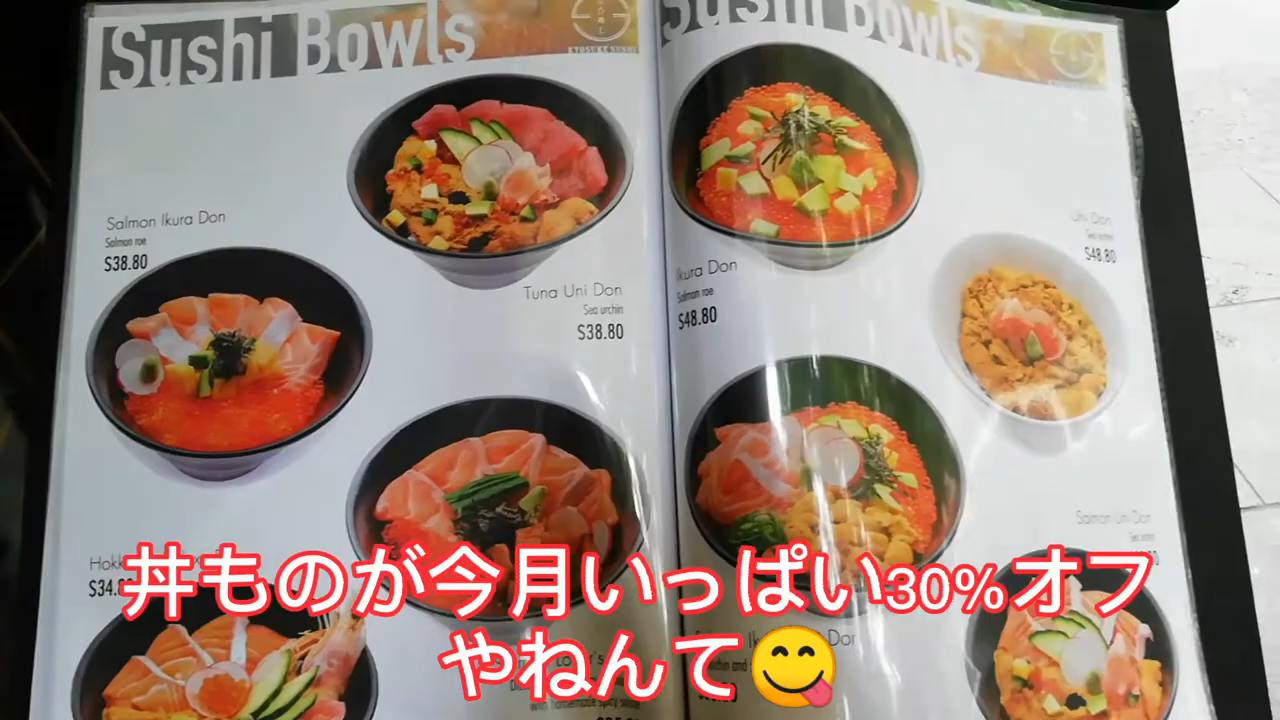 Sushi Bowls
KYOSUKE SUSHI
Salmon Ikura Don
Salmon roe
$38.80
Tuna Uni Don
Sea urchin
$38.80
Sushi Bowls
Ikura Don
Salmon roe
$48.80
Uni Don
Sea urchin
$48.80
Salmon Uni Don
丼ものが今月いっぱい30%オフ
やねんて😋